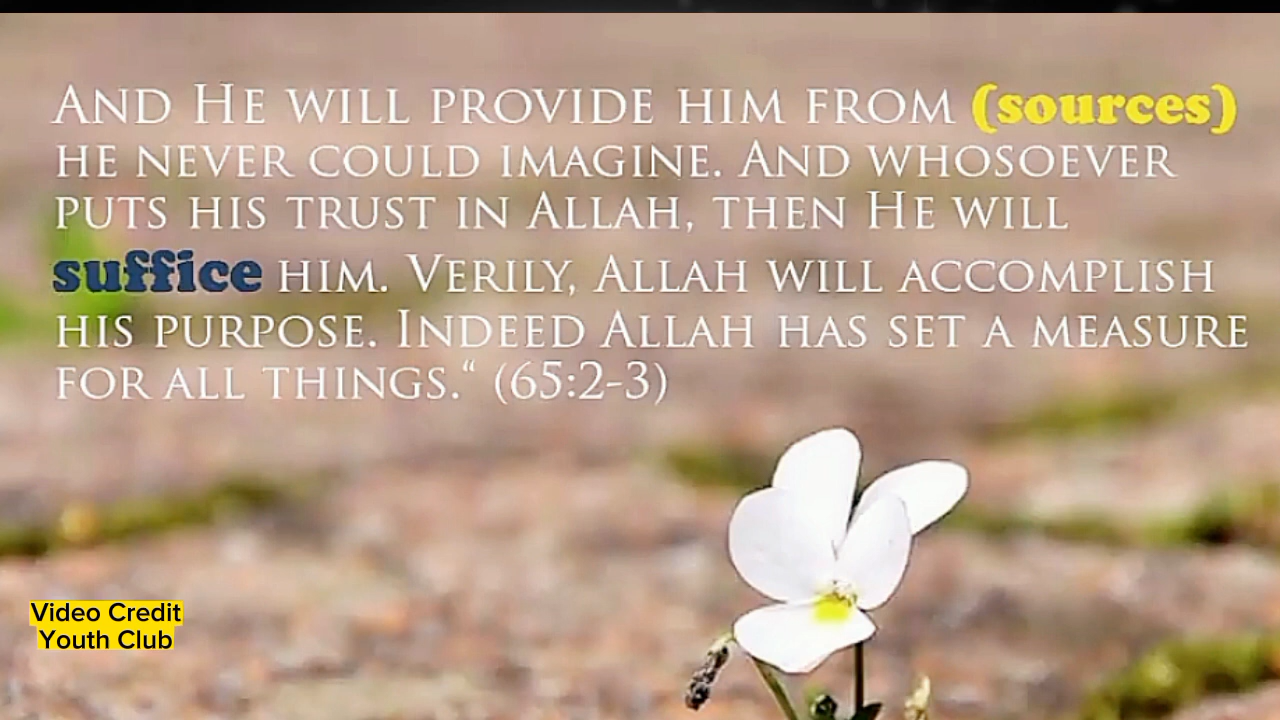 AND HE WILL PROVIDE HIM FROM (sources)
HE NEVER COULD IMAGINE. AND WHOSOEVER
PUTS HIS TRUST IN ALLAH, THEN HE WILL
suffice HIM. VERILY, ALLAH WILL ACCOMPLISH
HIS PURPOSE. INDEED ALLAH HAS SET A MEASURE
FOR ALL THINGS.“ (65:2-3)
Video Credit
Youth Club